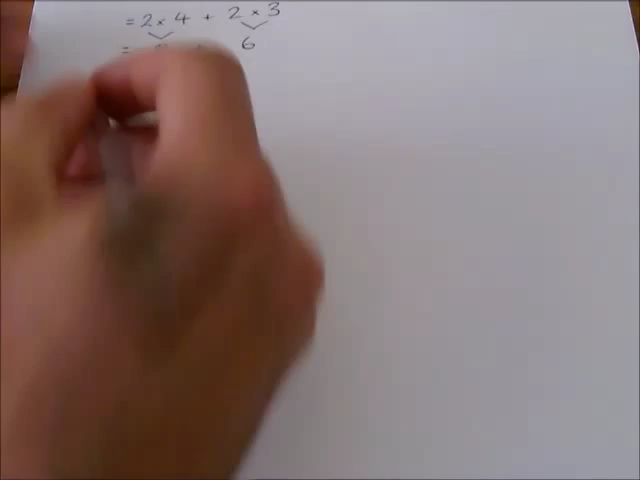 = 2 × 4 + 2 × 3
= + 6